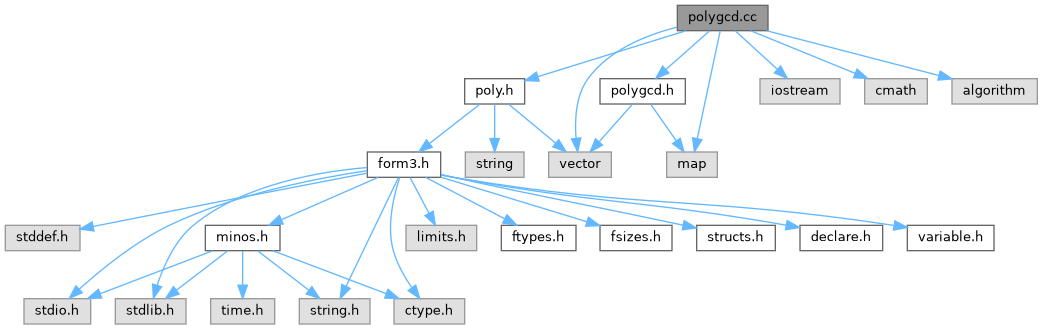 polygcd.cc
poly.h
polygcd.h
iostream
cmath
algorithm
form3.h
string
vector
map
stddef.h
minos.h
limits.h
ftypes.h
fsizes.h
structs.h
declare.h
variable.h
stdio.h
stdlib.h
time.h
string.h
ctype.h